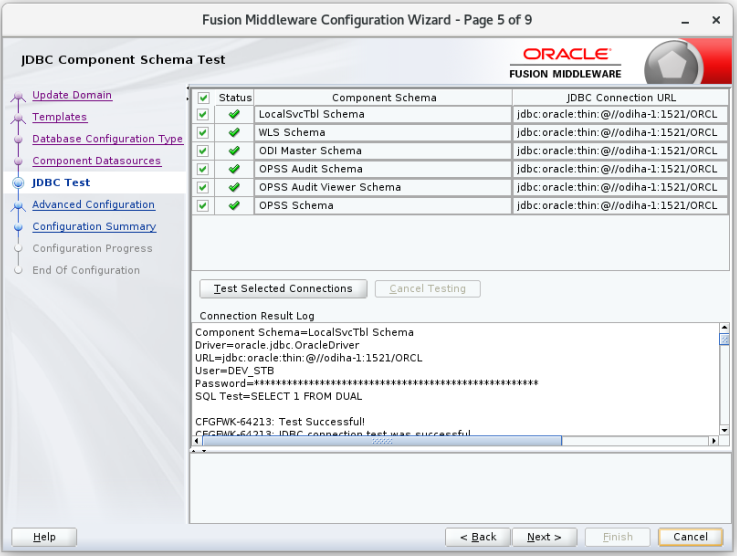 Fusion Middleware Configuration Wizard - Page 5 of 9
JDBC Component Schema Test
ORACLE
FUSION MIDDLEWARE
Update Domain
Templates
Database Configuration Type
Component Datasources
JDBC Test
Advanced Configuration
Configuration Summary
Configuration Progress
End Of Configuration
Status Component Schema JDBC Connection URL
LocalSvcTbl Schema jdbc:oracle:thin:@//odiha-1:1521/ORCL
WLS Schema jdbc:oracle:thin:@//odiha-1:1521/ORCL
ODI Master Schema jdbc:oracle:thin:@//odiha-1:1521/ORCL
OPSS Audit Schema jdbc:oracle:thin:@//odiha-1:1521/ORCL
OPSS Audit Viewer Schema jdbc:oracle:thin:@//odiha-1:1521/ORCL
OPSS Schema jdbc:oracle:thin:@//odiha-1:1521/ORCL
Test Selected Connections Cancel Testing
Connection Result Log
Component Schema=LocalSvcTbl Schema
Driver=oracle.jdbc.OracleDriver
URL=jdbc:oracle:thin:@//odiha-1:1521/ORCL
User=DEV_STB
Password=****************************************************
SQL Test=SELECT 1 FROM DUAL
CFGFWK-64213: Test Successful!
CFGFWK-64213: JDBC connection test was successful
Help < Back Next > Finish Cancel